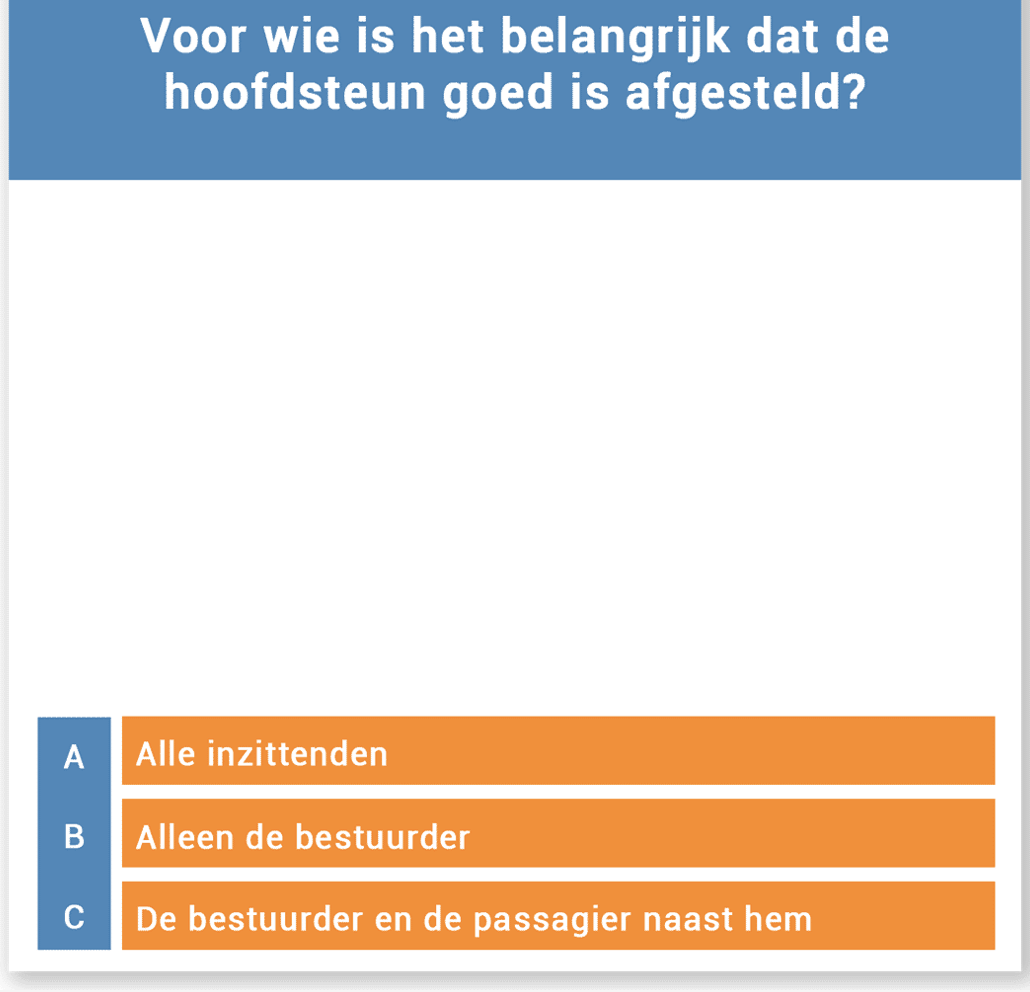 Voor wie is het belangrijk dat de
hoofdsteun goed is afgesteld?
A Alle inzittenden
B Alleen de bestuurder
C De bestuurder en de passagier naast hem